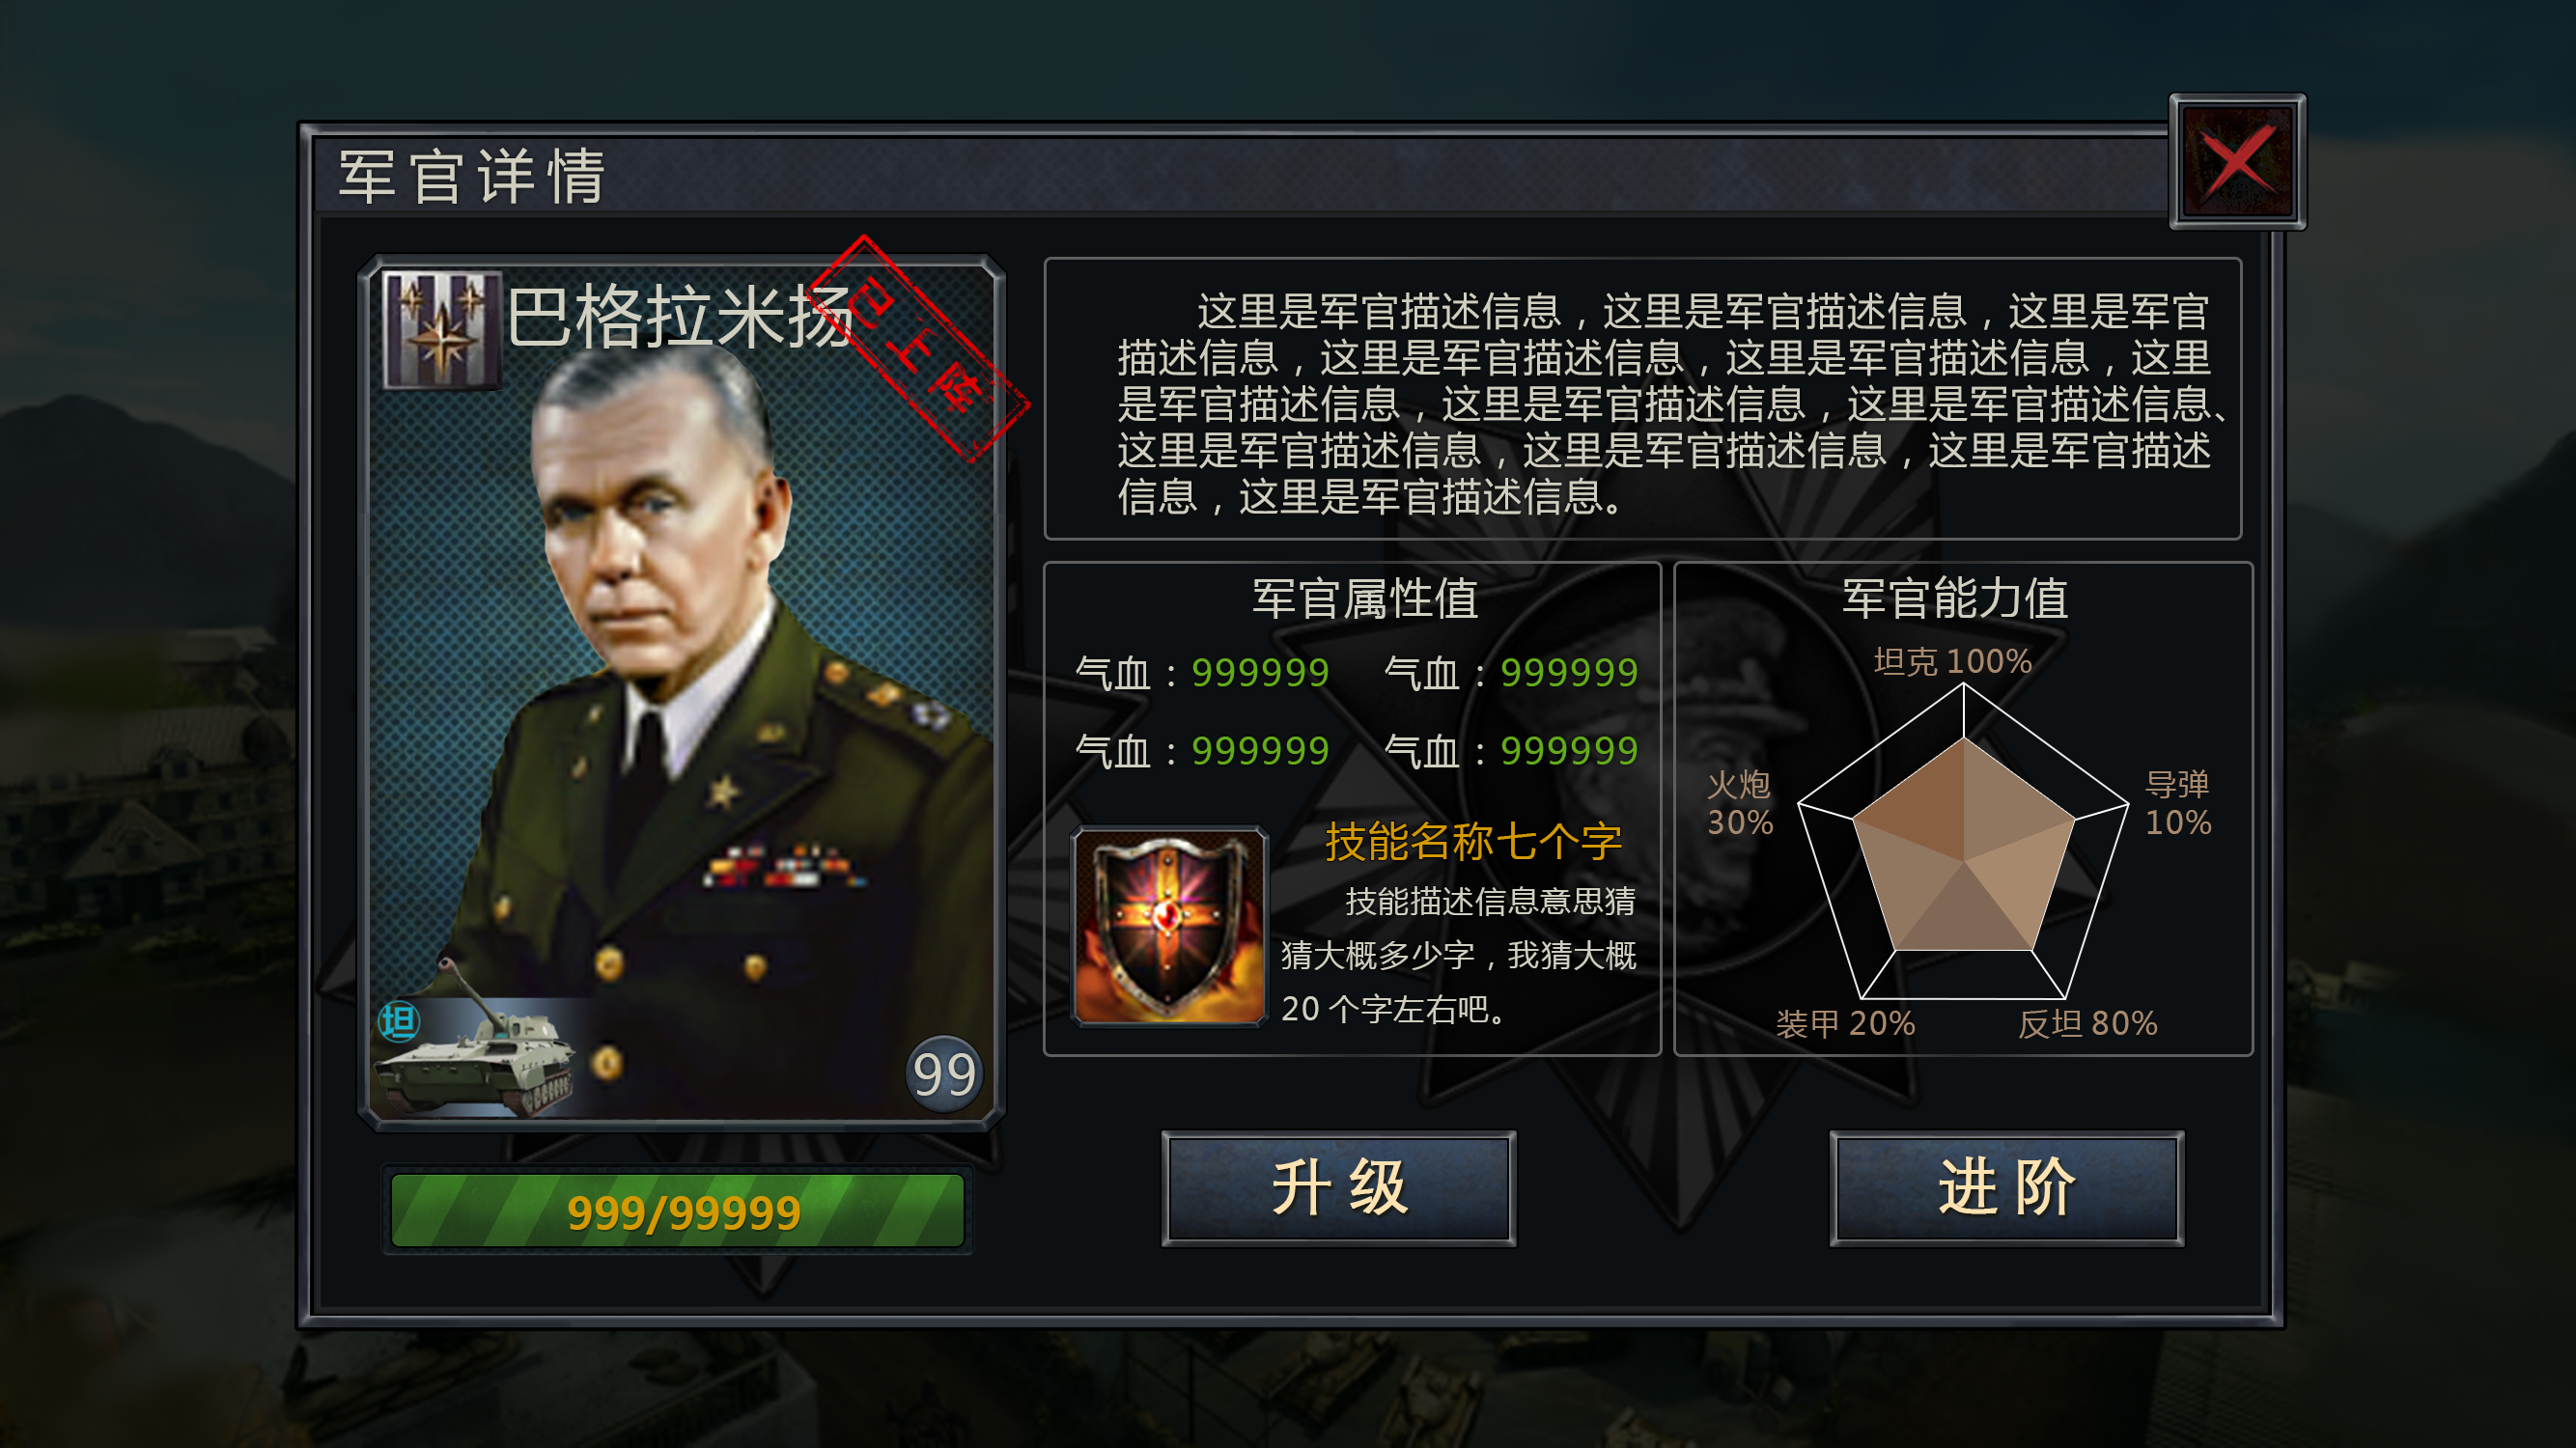 军官详情
巴格拉米扬
已上阵
这里是军官描述信息，这里是军官描述信息，这里是军官
描述信息，这里是军官描述信息，这里是军官描述信息，这里
是军官描述信息，这里是军官描述信息，这里是军官描述信息、
这里是军官描述信息，这里是军官描述信息，这里是军官描述
信息，这里是军官描述信息。
军官属性值
气血：999999 气血：999999
气血：999999 气血：999999
技能名称七个字
技能描述信息意思猜
猜大概多少字，我猜大概
20 个字左右吧。
军官能力值
坦克 100%
火炮
30%
导弹
10%
装甲 20%
反坦 80%
坦
99
999/99999
升级
进阶